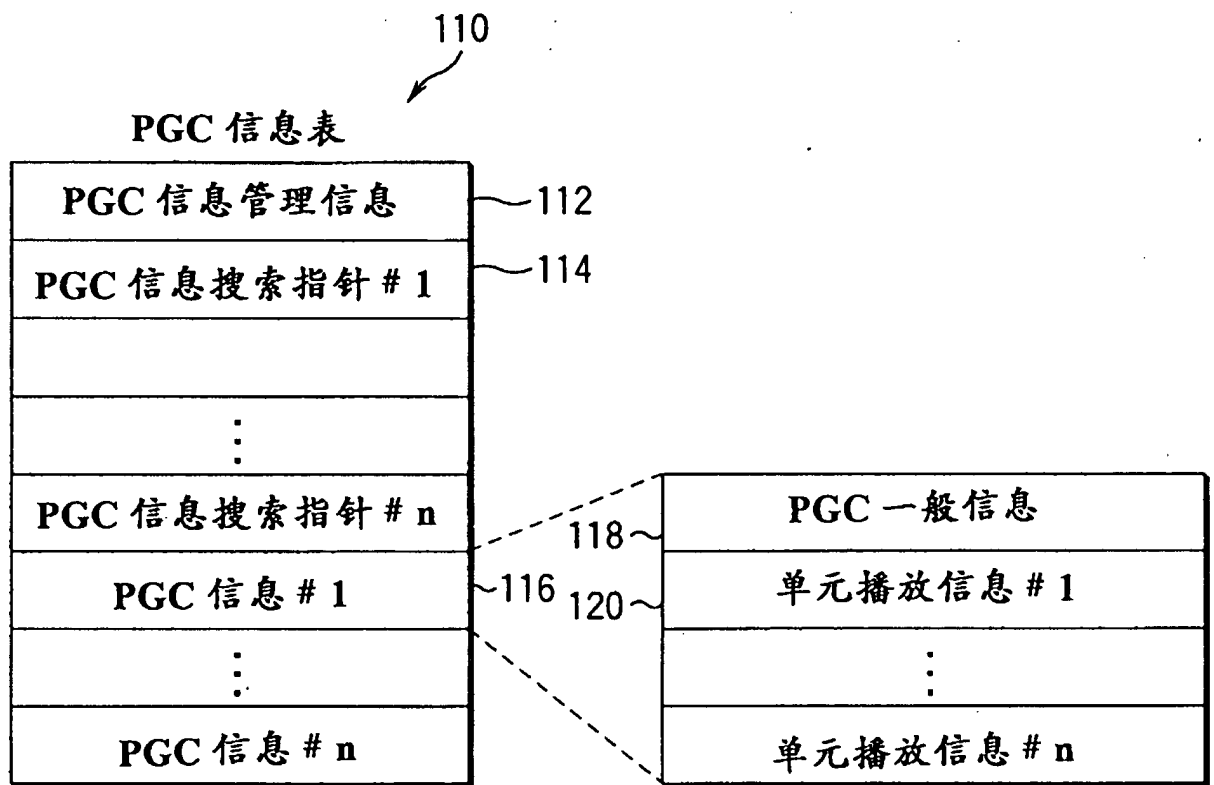 110
PGC 信息表
PGC 信息管理信息
112
PGC 信息搜索指针 # 1
114
PGC 信息搜索指针 # n
PGC 信息 # 1
116
PGC 信息 # n
PGC 一般信息
118
单元播放信息 # 1
120
单元播放信息 # n